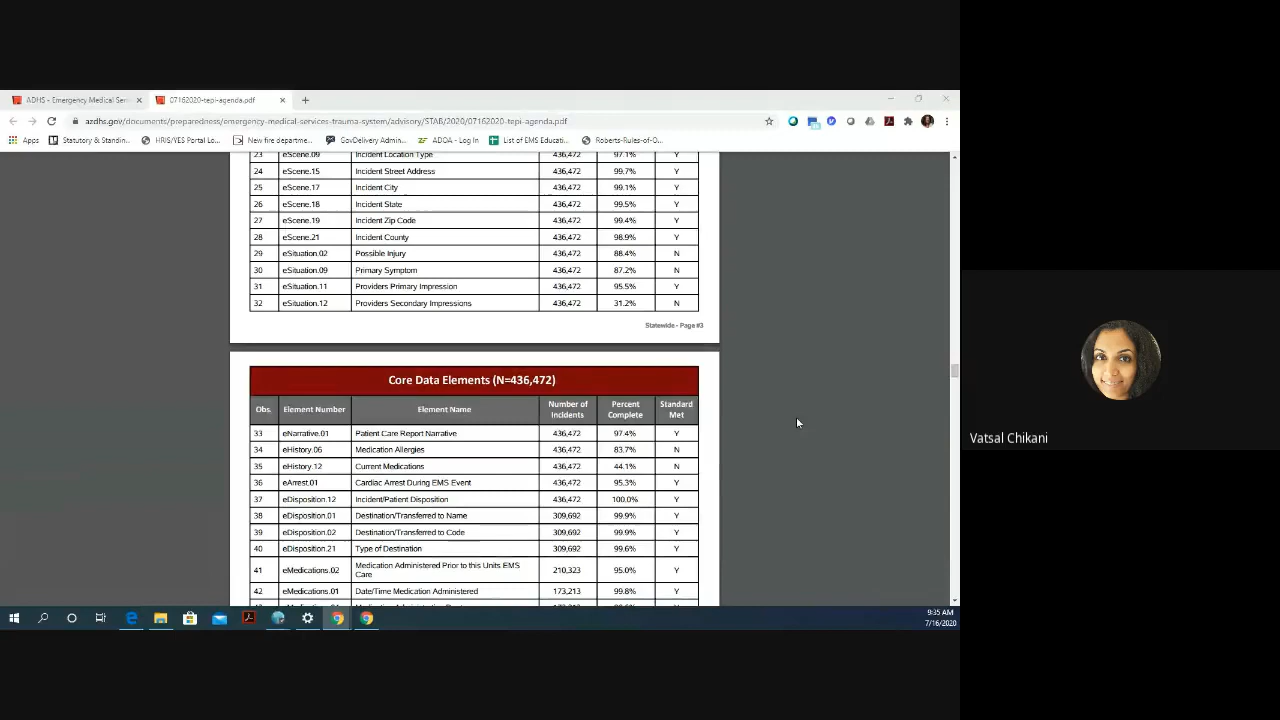 ADHS - Emergency Medical Serv
07162020-tepi-agenda.pdf
azdhs.gov/documents/preparedness/emergency-medical-services-trauma-system/advisory/STAB/2020/07162020-tepi-agenda.pdf
Apps Statutory & Standin... HRIS/YES Portal Lo... New fire departme... GovDelivery Admin... ADOA - Log In List of EMS Educati... Roberts-Rules-of-O...
23 eScene.09 Incident Location Type 436,472 97.1% Y
24 eScene.15 Incident Street Address 436,472 99.7% Y
25 eScene.17 Incident City 436,472 99.1% Y
26 eScene.18 Incident State 436,472 99.5% Y
27 eScene.19 Incident Zip Code 436,472 99.4% Y
28 eScene.21 Incident County 436,472 98.9% Y
29 eSituation.02 Possible Injury 436,472 88.4% N
30 eSituation.09 Primary Symptom 436,472 87.2% N
31 eSituation.11 Providers Primary Impression 436,472 95.5% Y
32 eSituation.12 Providers Secondary Impressions 436,472 31.2% N
Statewide - Page #3
Core Data Elements (N=436,472)
Obs. Element Number Element Name Number of Incidents Percent Complete Standard Met
33 eNarrative.01 Patient Care Report Narrative 436,472 97.4% Y
34 eHistory.06 Medication Allergies 436,472 83.7% N
35 eHistory.12 Current Medications 436,472 44.1% N
36 eArrest.01 Cardiac Arrest During EMS Event 436,472 95.3% Y
37 eDisposition.12 Incident/Patient Disposition 436,472 100.0% Y
38 eDisposition.01 Destination/Transferred to Name 309,692 99.9% Y
39 eDisposition.02 Destination/Transferred to Code 309,692 99.9% Y
40 eDisposition.21 Type of Destination 309,692 99.6% Y
41 eMedications.02 Medication Administered Prior to this Units EMS Care 210,323 95.0% Y
42 eMedications.01 Date/Time Medication Administered 173,213 99.8% Y
9:35 AM
7/16/2020
Vatsal Chikani